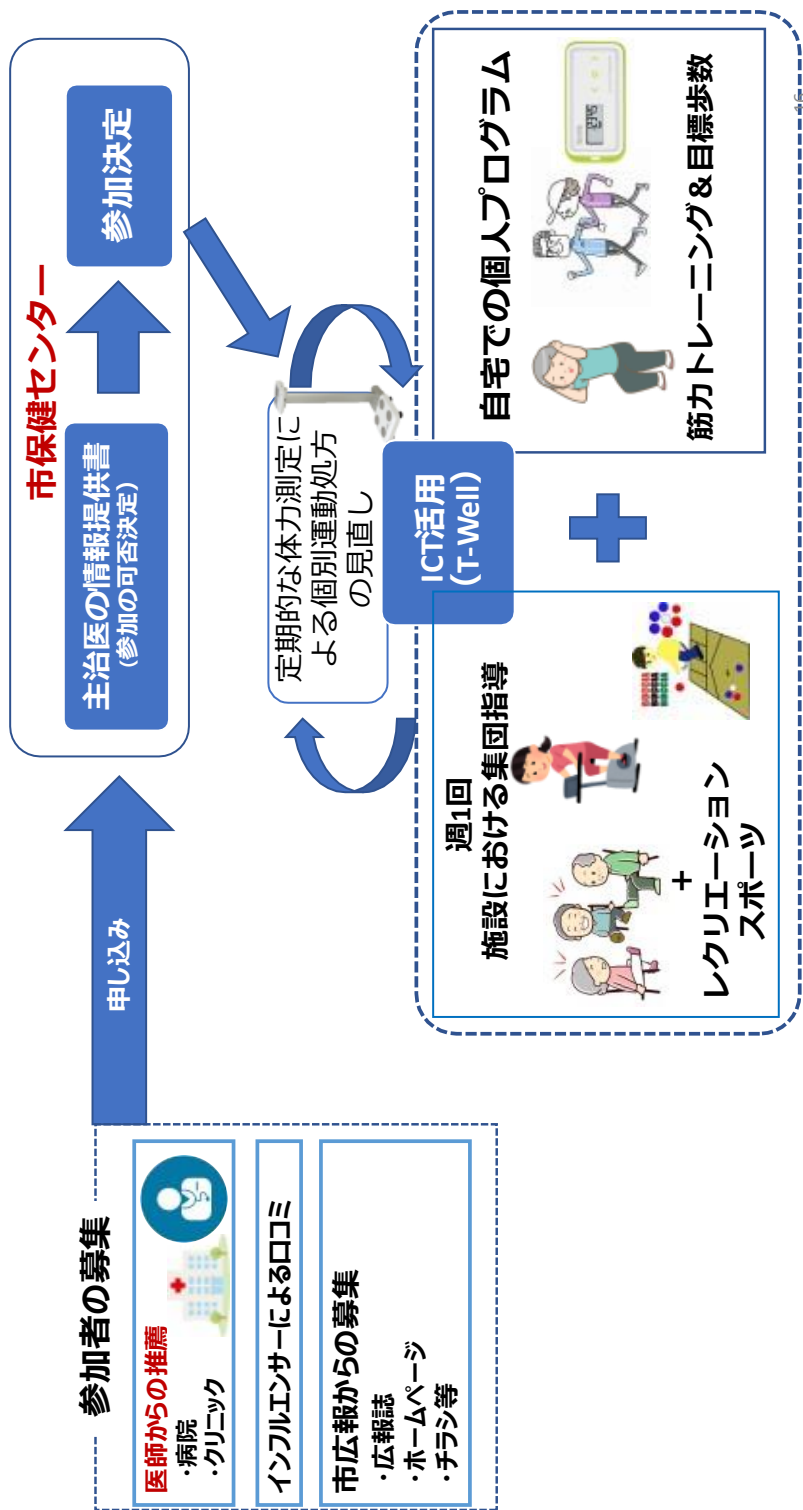 参加者の募集
医師からの推薦
・病院
・クリニック
インフルエンサーによる口コミ
市広報からの募集
・広報誌
・ホームページ
・チラシ等
申し込み
市保健センター
主治医の情報提供書
(参加の可否決定)
参加決定
定期的な体力測定に
よる個別運動処方
の見直し
ICT活用
(T-Well)
週1回
施設における集団指導
+
レクリエーション
スポーツ
自宅での個人プログラム
12345
筋力トレーニング&目標歩数
16